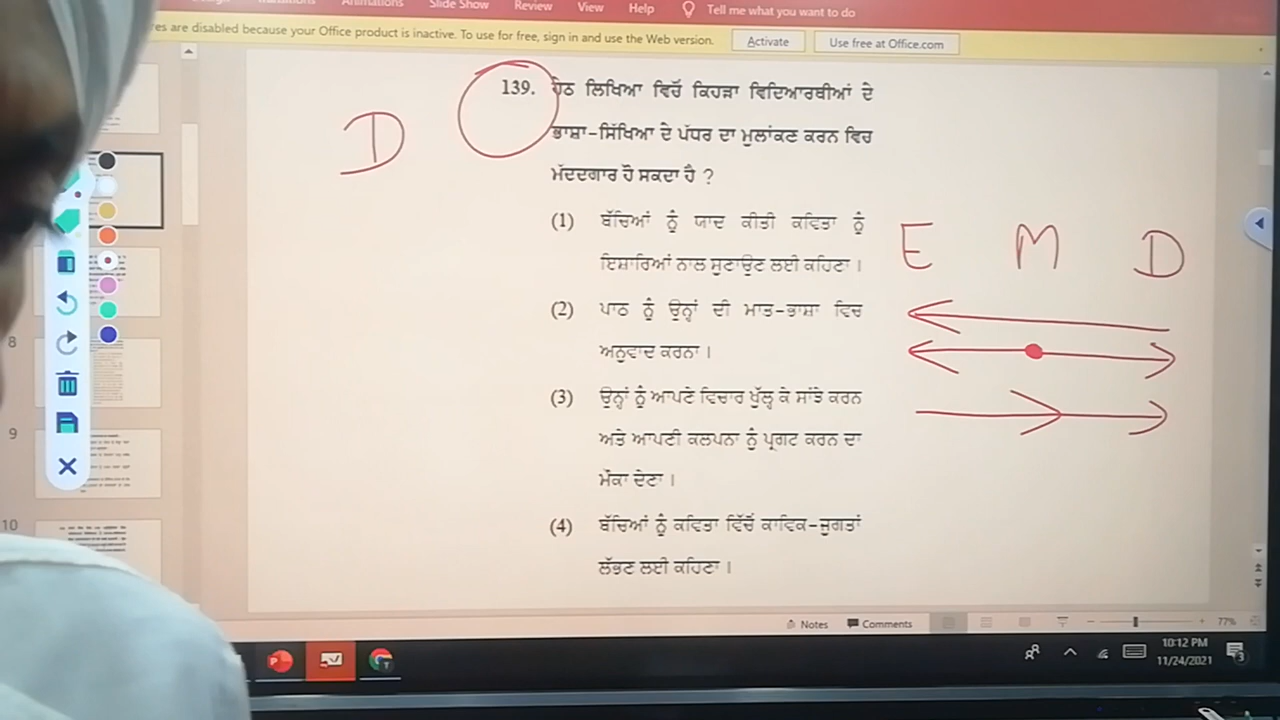 Slide Show Review View Help Tell me what you want to do
res are disabled because your Office product is inactive. To use for free, sign in and use the Web version. Activate Use free at Office.com
139. ਹੇਠ ਲਿਖਿਆ ਵਿਚੋਂ ਕਿਹੜਾ ਵਿਦਿਆਰਥੀਆਂ ਦੇ
ਭਾਸ਼ਾ-ਸਿੱਖਿਆ ਦੇ ਪੱਧਰ ਦਾ ਮੁਲਾਂਕਣ ਕਰਨ ਵਿਚ
ਮੱਦਦਗਾਰ ਹੋ ਸਕਦਾ ਹੈ ?
D
(1) ਬੱਚਿਆਂ ਨੂੰ ਯਾਦ ਕੀਤੀ ਕਵਿਤਾ ਨੂੰ
ਇਸ਼ਾਰਿਆਂ ਨਾਲ ਸੁਣਾਉਣ ਲਈ ਕਹਿਣਾ ।
E M D
(2) ਪਾਠ ਨੂੰ ਉਨ੍ਹਾਂ ਦੀ ਮਾਤ-ਭਾਸ਼ਾ ਵਿਚ
ਅਨੁਵਾਦ ਕਰਨਾ ।
(3) ਉਨ੍ਹਾਂ ਨੂੰ ਆਪਣੇ ਵਿਚਾਰ ਖੁੱਲ੍ਹ ਕੇ ਸਾਂਝੇ ਕਰਨ
ਅਤੇ ਆਪਣੀ ਕਲਪਨਾ ਨੂੰ ਪ੍ਰਗਟ ਕਰਨ ਦਾ
ਮੌਕਾ ਦੇਣਾ ।
(4) ਬੱਚਿਆਂ ਨੂੰ ਕਵਿਤਾ ਵਿੱਚੋਂ ਕਾਵਿਕ-ਜੁਗਤਾਂ
ਲੱਭਣ ਲਈ ਕਹਿਣਾ ।
8
9
10
Notes Comments 77%
10:12 PM
11/24/2021